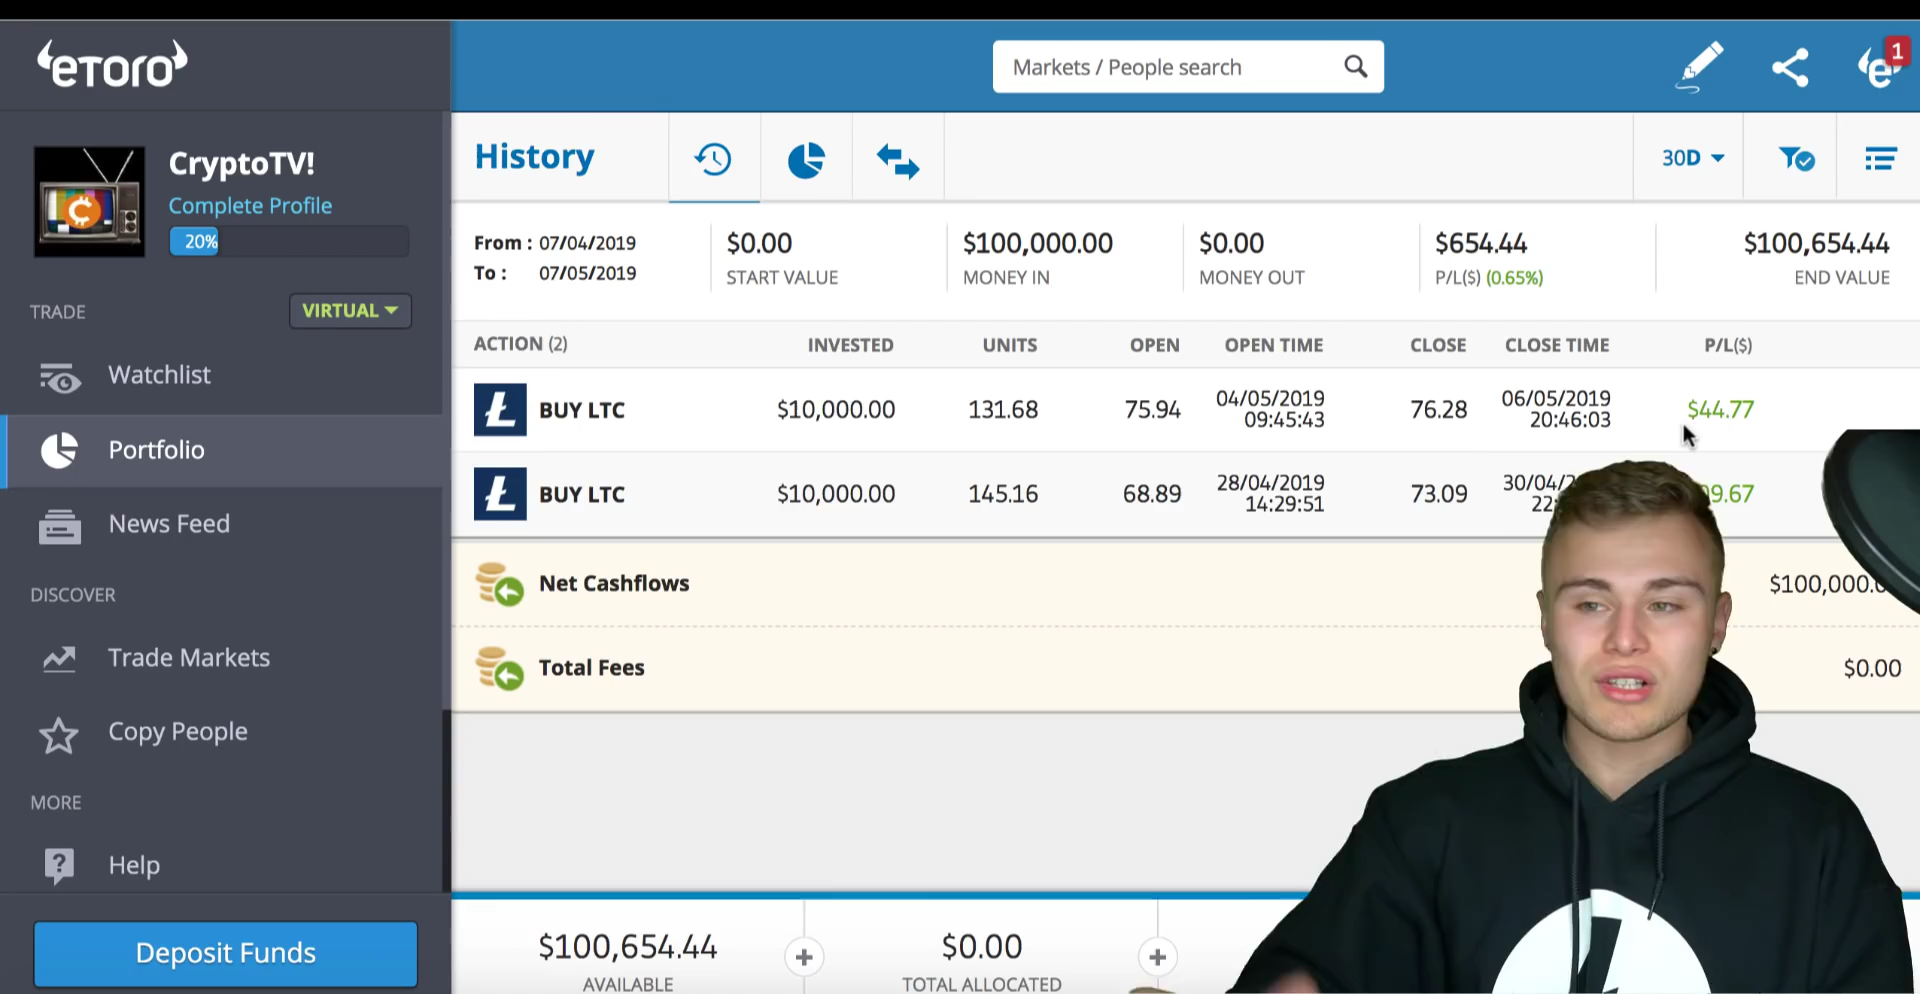 eToro
Markets / People search
1
CryptoTV!
Complete Profile
20%
TRADE
VIRTUAL
Watchlist
Portfolio
News Feed
DISCOVER
Trade Markets
Copy People
MORE
Help
Deposit Funds
History
30D
From : 07/04/2019
To : 07/05/2019
$0.00
START VALUE
$100,000.00
MONEY IN
$0.00
MONEY OUT
$654.44
P/L($) (0.65%)
$100,654.44
END VALUE
ACTION (2) INVESTED UNITS OPEN OPEN TIME CLOSE CLOSE TIME P/L($)
BUY LTC $10,000.00 131.68 75.94 04/05/2019 09:45:43 76.28 06/05/2019 20:46:03 $44.77
BUY LTC $10,000.00 145.16 68.89 28/04/2019 14:29:51 73.09
Net Cashflows
Total Fees $0.00
$100,654.44
AVAILABLE
$0.00
TOTAL ALLOCATED